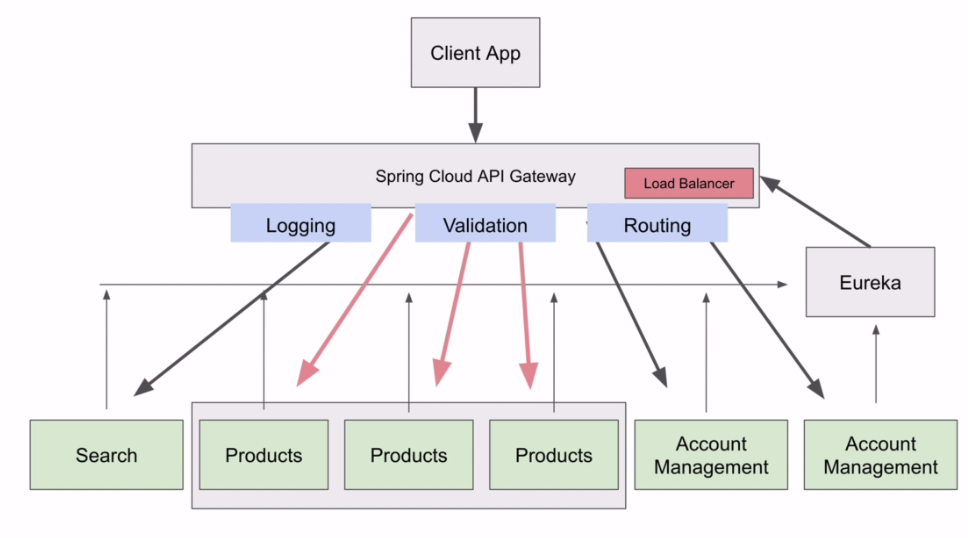 Client App
Spring Cloud API Gateway
Load Balancer
Logging
Validation
Routing
Eureka
Search
Products
Products
Products
Account
Management
Account
Management